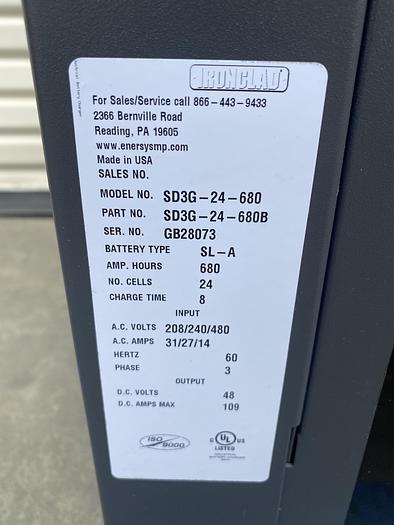 IRONCLAD
For Sales/Service call 866-443-9433
2366 Bernville Road
Reading, PA 19605
www.enersysmp.com
Made in USA
SALES NO.
MODEL NO. SD3G-24-680
PART NO. SD3G-24-680B
SER. NO. GB28073
BATTERY TYPE SL-A
AMP. HOURS 680
NO. CELLS 24
CHARGE TIME 8
INPUT
A.C. VOLTS 208/240/480
A.C. AMPS 31/27/14
HERTZ 60
PHASE 3
OUTPUT
D.C. VOLTS 48
D.C. AMPS MAX 109
ISO 9000
C UL US
LISTED